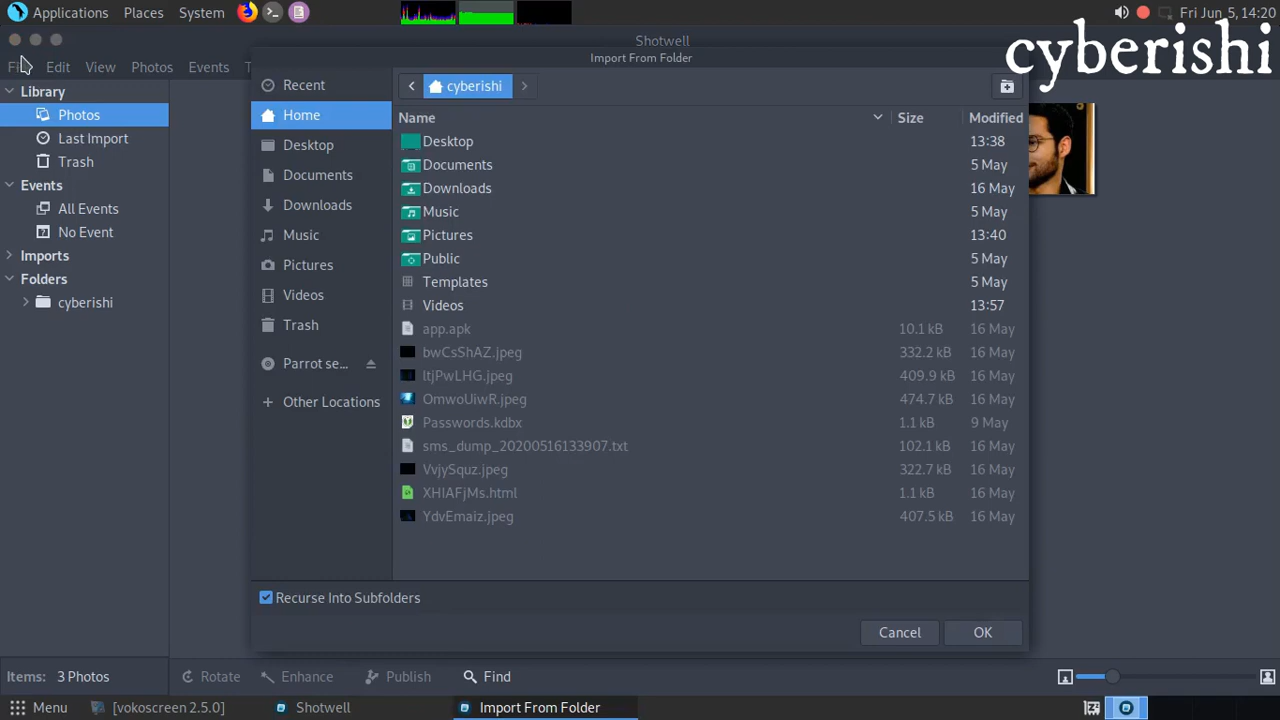 Applications Places System Fri Jun 5, 14:20
cyberishi
Shotwell
Import From Folder
Edit View Photos Events
Library
Photos
Last Import
Trash
Events
All Events
No Event
Imports
Folders
cyberishi
Recent
Home
Desktop
Documents
Downloads
Music
Pictures
Videos
Trash
Parrot se...
Other Locations
cyberishi
Name Size Modified
Desktop 13:38
Documents 5 May
Downloads 16 May
Music 5 May
Pictures 13:40
Public 5 May
Templates 5 May
Videos 13:57
app.apk 10.1 kB 16 May
bwCsShAZ.jpeg 332.2 kB 16 May
ltjPwLHG.jpeg 409.9 kB 16 May
OmwoUiwR.jpeg 474.7 kB 16 May
Passwords.kdbx 1.1 kB 9 May
sms_dump_20200516133907.txt 102.1 kB 16 May
VvjySquz.jpeg 322.7 kB 16 May
XHIAFjMs.html 1.1 kB 16 May
YdvEmaiz.jpeg 407.5 kB 16 May
Recurse Into Subfolders
Cancel OK
Items: 3 Photos Rotate Enhance Publish Find
Menu [vokoscreen 2.5.0] Shotwell Import From Folder